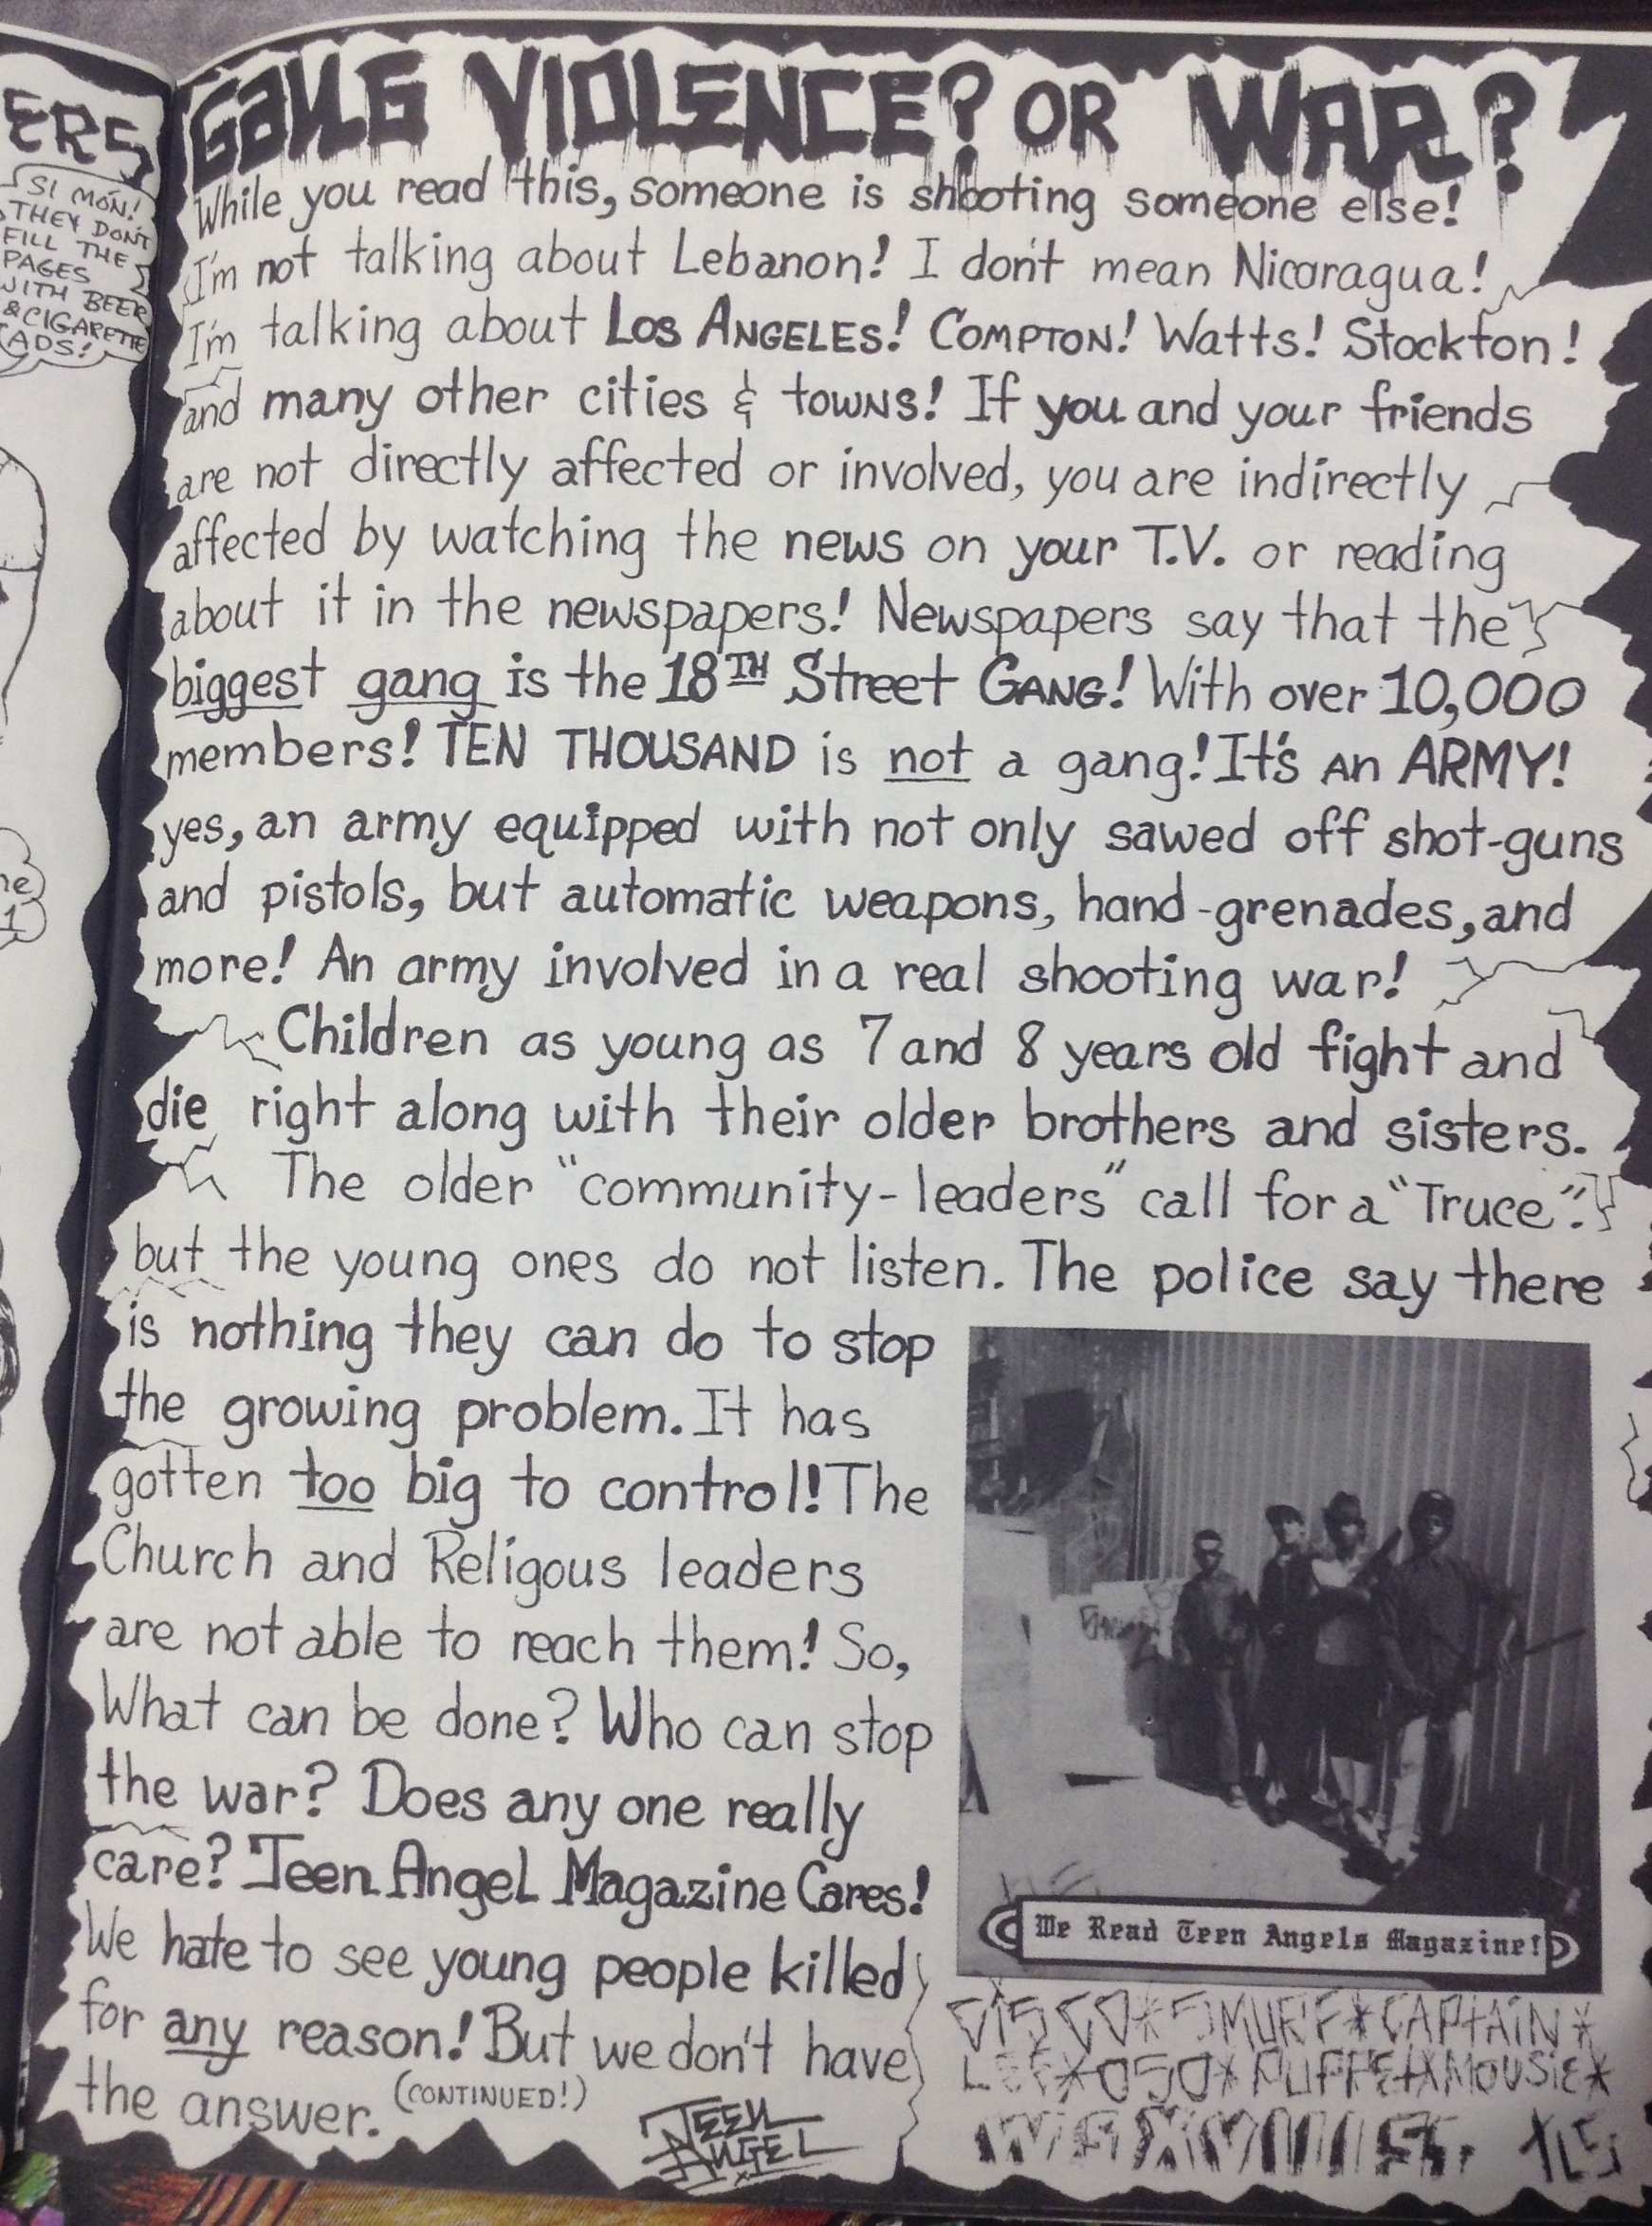 ERS
SI MÓN!
THEY DON'T
FILL THE
PAGES
WITH BEER
& CIGARETTE
ADS!
GANG VIOLENCE? OR WAR?
While you read this, someone is shooting someone else!
I'm not talking about Lebanon! I don't mean Nicaragua!
I'm talking about LOS ANGELES! COMPTON! Watts! Stockton!
and many other cities & towns! If you and your friends
are not directly affected or involved, you are indirectly
affected by watching the news on your T.V. or reading
about it in the newspapers! Newspapers say that the
biggest gang is the 18TH Street GANG! With over 10,000
members! TEN THOUSAND is not a gang! It's AN ARMY!
yes, an army equipped with not only sawed off shot-guns
and pistols, but automatic weapons, hand-grenades, and
more! An army involved in a real shooting war!
Children as young as 7 and 8 years old fight and
die right along with their older brothers and sisters.
The older "community-leaders" call for a "Truce".
but the young ones do not listen. The police say there
is nothing they can do to stop
the growing problem. It has
gotten too big to control! The
Church and Religous leaders
are not able to reach them! So,
What can be done? Who can stop
the war? Does any one really
care? Teen Angel Magazine Cares!
We hate to see young people killed
for any reason! But we don't have
the answer. (CONTINUED!)
TEEN
ANGEL
We Read Teen Angels Magazine!
CISCO * SMURF * CAPTAIN *
LEE * OSO * PUPPET * MOUSIE *